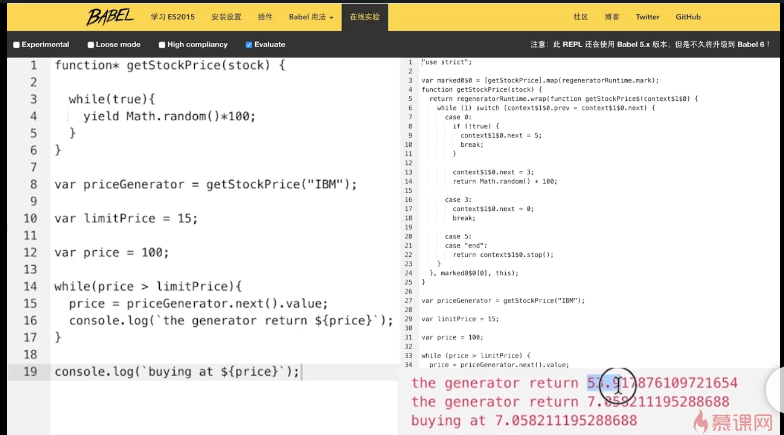 BABEL 学习 ES2015 安装设置 插件 Babel 用法 在线实验 社区 博客 Twitter GitHub
Experimental Loose mode High compliancy Evaluate 注意：此 REPL 还在使用 Babel 5.x 版本，但是不久将升级到 Babel 6！
1 function* getStockPrice(stock) {
2
3 while(true){
4 yield Math.random()*100;
5 }
6 }
7
8 var priceGenerator = getStockPrice("IBM");
9
10 var limitPrice = 15;
11
12 var price = 100;
13
14 while(price > limitPrice){
15 price = priceGenerator.next().value;
16 console.log(`the generator return ${price}`);
17 }
18
19 console.log(`buying at ${price}`);
1 "use strict";
2
3 var marked0$0 = [getStockPrice].map(regeneratorRuntime.mark);
4 function getStockPrice(stock) {
5 return regeneratorRuntime.wrap(function getStockPrice$(context$1$0) {
6 while (1) switch (context$1$0.prev = context$1$0.next) {
7 case 0:
8 if (!true) {
9 context$1$0.next = 5;
10 break;
11 }
12
13 context$1$0.next = 3;
14 return Math.random() * 100;
15
16 case 3:
17 context$1$0.next = 0;
18 break;
19
20 case 5:
21 case "end":
22 return context$1$0.stop();
23 }
24 }, marked0$0[0], this);
25 }
26
27 var priceGenerator = getStockPrice("IBM");
28
29 var limitPrice = 15;
30
31 var price = 100;
32
33 while (price > limitPrice) {
34 price = priceGenerator.next().value;
the generator return 53.917876109721654
the generator return 7.058211195288688
buying at 7.058211195288688
慕课网